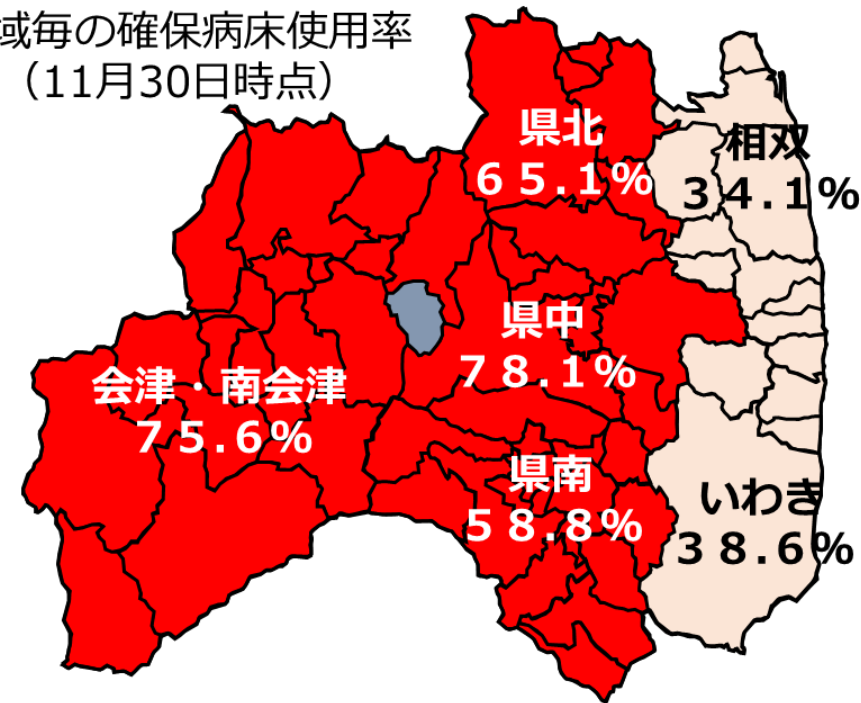 域毎の確保病床使用率
（11月30日時点）
県北
６５.１％
相双
３４.１％
県中
７８.１％
会津・南会津
７５.６％
県南
５８.８％
いわき
３８.６％